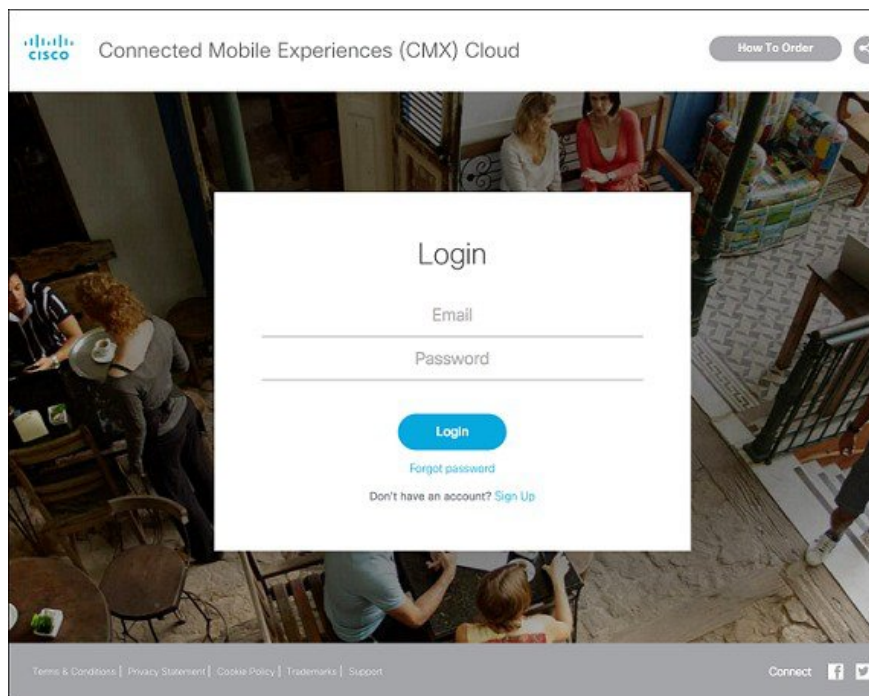 CISCO
Connected Mobile Experiences (CMX) Cloud
How To Order
Login
Email
Password
Login
Forgot password
Don't have an account? Sign Up
Terms & Conditions | Privacy Statement | Cookie Policy | Trademarks | Support
Connect